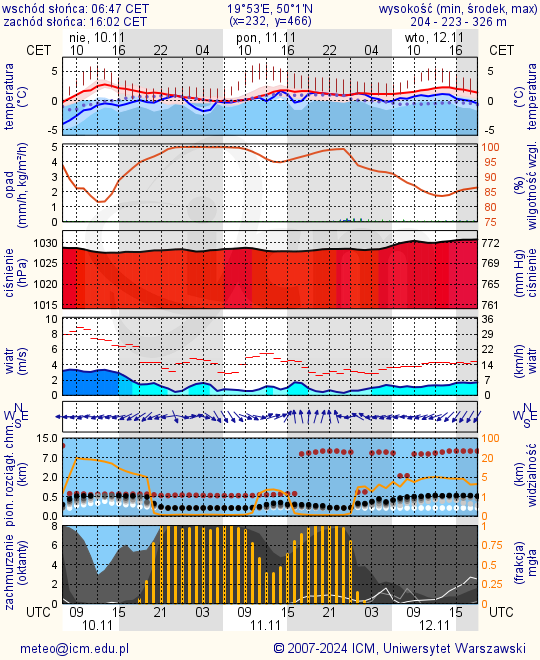 wschód słońca: 06:47 CET 19°53'E, 50°1'N wysokość (min, środek, max)
zachód słońca: 16:02 CET (x=232, y=466) 204 - 223 - 326 m
nie, 10.11 pon, 11.11 wto, 12.11
CET 10 16 22 04 10 16 22 04 10 16 CET
temperatura (°C) 5 0 -5 5 0 -5 (°C) temperatura
opad (mm/h, kg/m²/h) 5 4 3 2 1 0 100 95 90 85 80 75 (%) wilgotność wzgl.
ciśnienie (hPa) 1030 1025 1020 1015 772 769 765 761 (mm Hg) ciśnienie
wiatr (m/s) 10 8 6 4 2 0 36 29 22 14 7 0 (km/h) wiatr
N W E S N W E S
pion. rozciągł. chm. (km) 15.0 7.0 2.0 0.5 0.0 100 20 5 1 0 (km) widzialność
zachmurzenie (oktanty) 8 6 4 2 0 1 0.75 0.5 0.25 0 (frakcja) mgła
UTC 09 15 21 03 09 15 21 03 09 15 UTC
10.11 11.11 12.11
meteo@icm.edu.pl © 2007-2024 ICM, Uniwersytet Warszawski